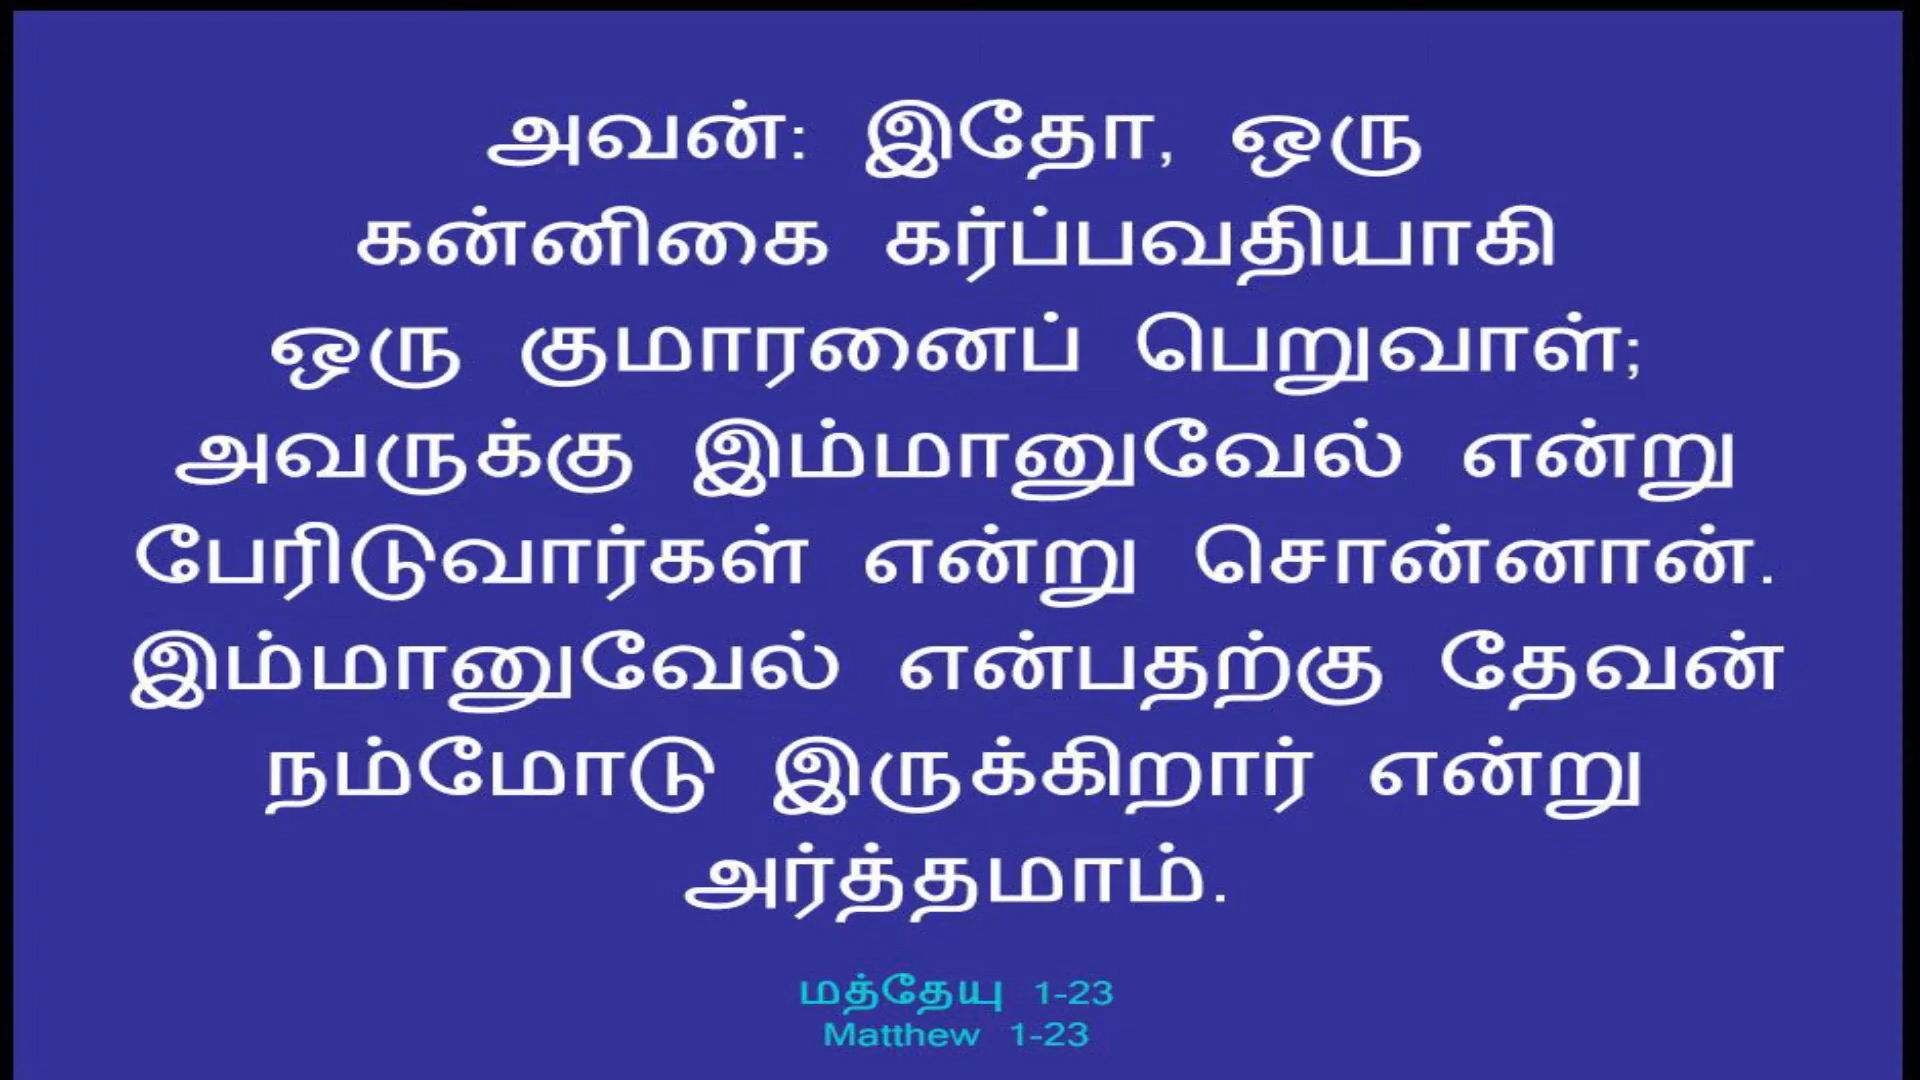 அவன்: இதோ, ஒரு
கன்னிகை கர்ப்பவதியாகி
ஒரு குமாரனைப் பெறுவாள்;
அவருக்கு இம்மானுவேல் என்று
பேரிடுவார்கள் என்று சொன்னான்.
இம்மானுவேல் என்பதற்கு தேவன்
நம்மோடு இருக்கிறார் என்று
அர்த்தமாம்.
மத்தேயு 1-23
Matthew 1-23